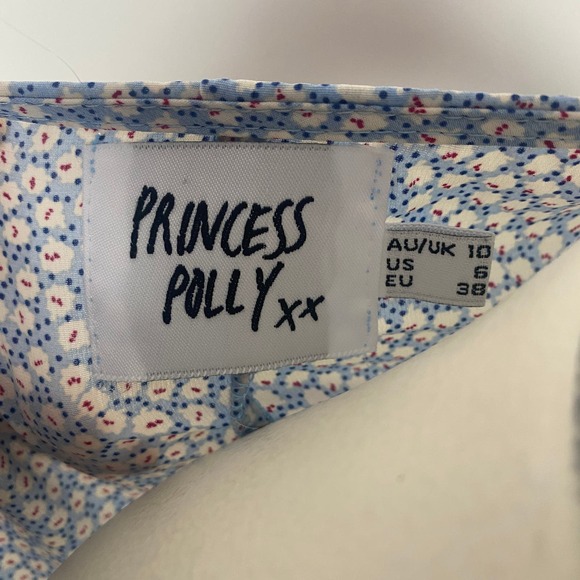 PRINCESS
POLLY xx
AU/UK 10
US 6
EU 38